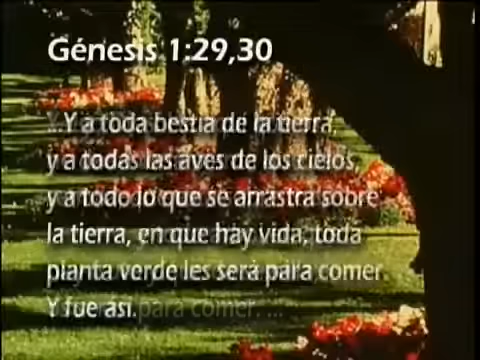 Génesis 1:29,30
...Y a toda bestia de la tierra,
y a todas las aves de los cielos
y a todo lo que se arrastra sobre
la tierra, en que hay vida, toda
planta verde les será para comer.
Y fue así.
para comer. ...